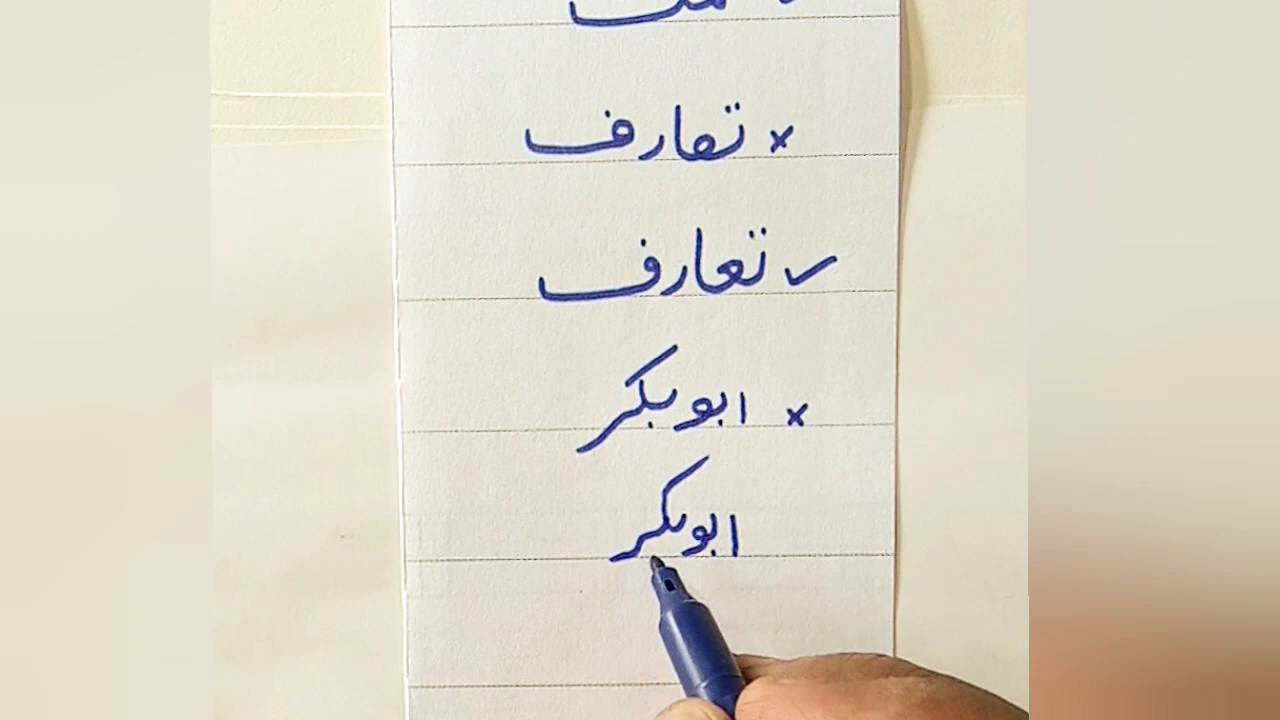 × تعارف
✓ تعارف
× ابوبکر
ابوبکر